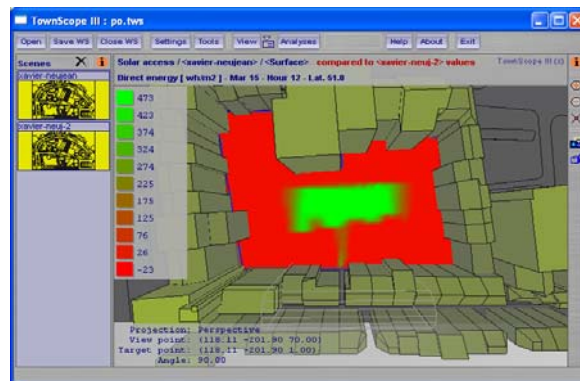 TownScope III : po.tws
Open Save WS Close WS Settings Tools View Analyses Help About Exit
Scenes X i
xavier-neujean
xavier-neuj-2
Solar access / <xavier-neujean> / <Surface> compared to <xavier-neuj-2> values
TownScope III (c)
Direct energy [ wh/m2 ] - Mar 15 - Hour 12 - Lat. 51.0
473
423
374
324
274
225
175
125
76
26
-23
Projection: Perspective
View point: (118.11 -201.90 70.00)
Target point: (118.11 -201.90 1.00)
Angle: 90.00